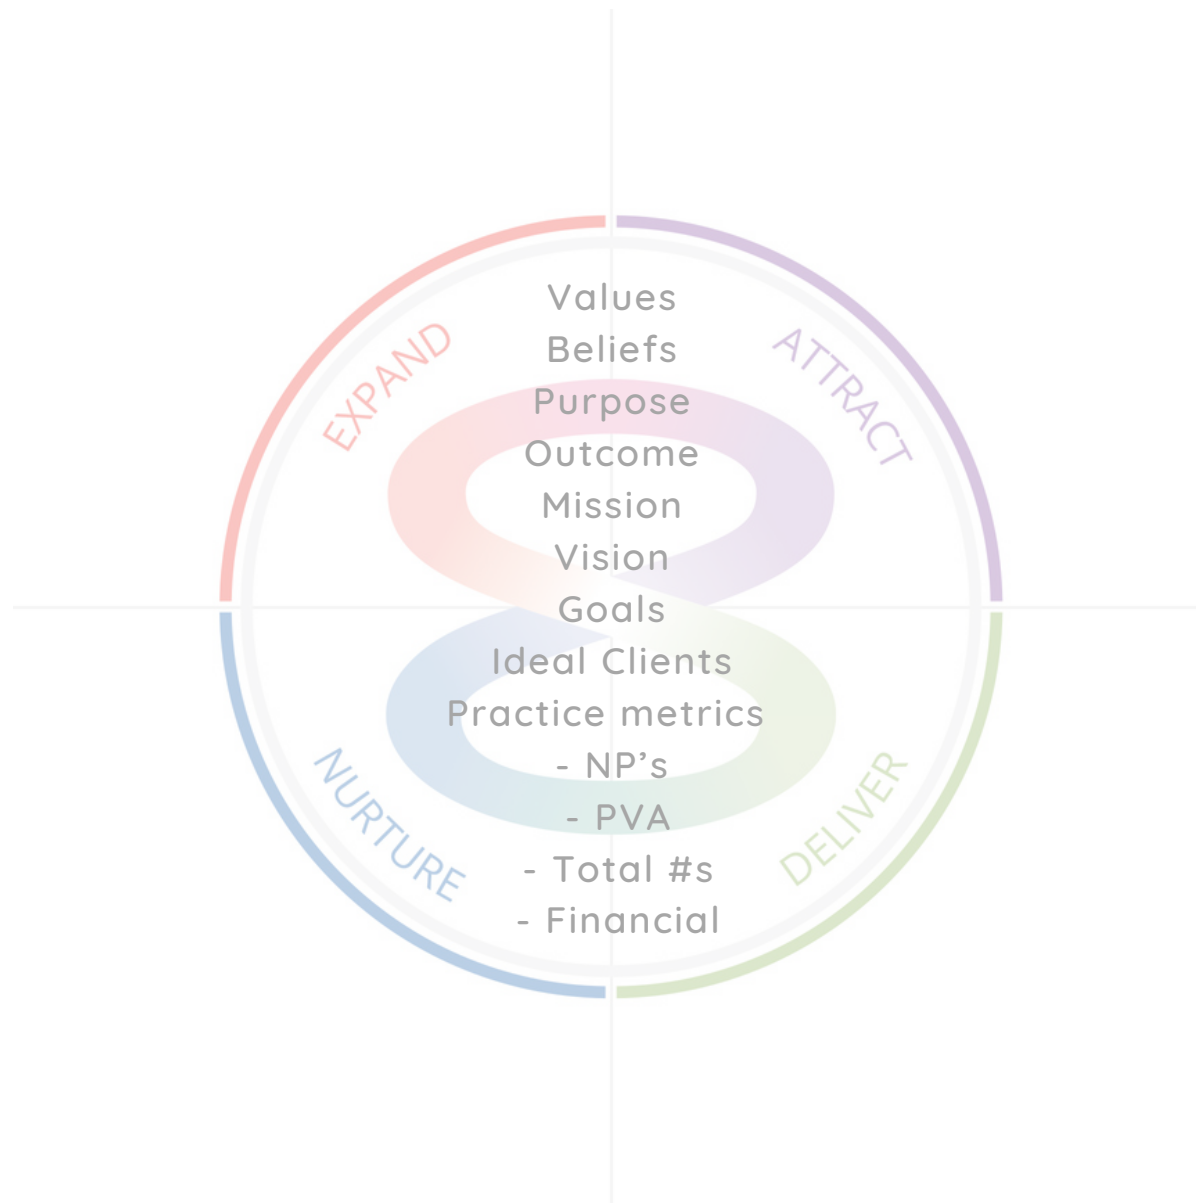 EXPAND
ATTRACT
Values
Beliefs
Purpose
Outcome
Mission
Vision
Goals
Ideal Clients
Practice metrics
- NP’s
- PVA
- Total #s
- Financial
NURTURE
DELIVER